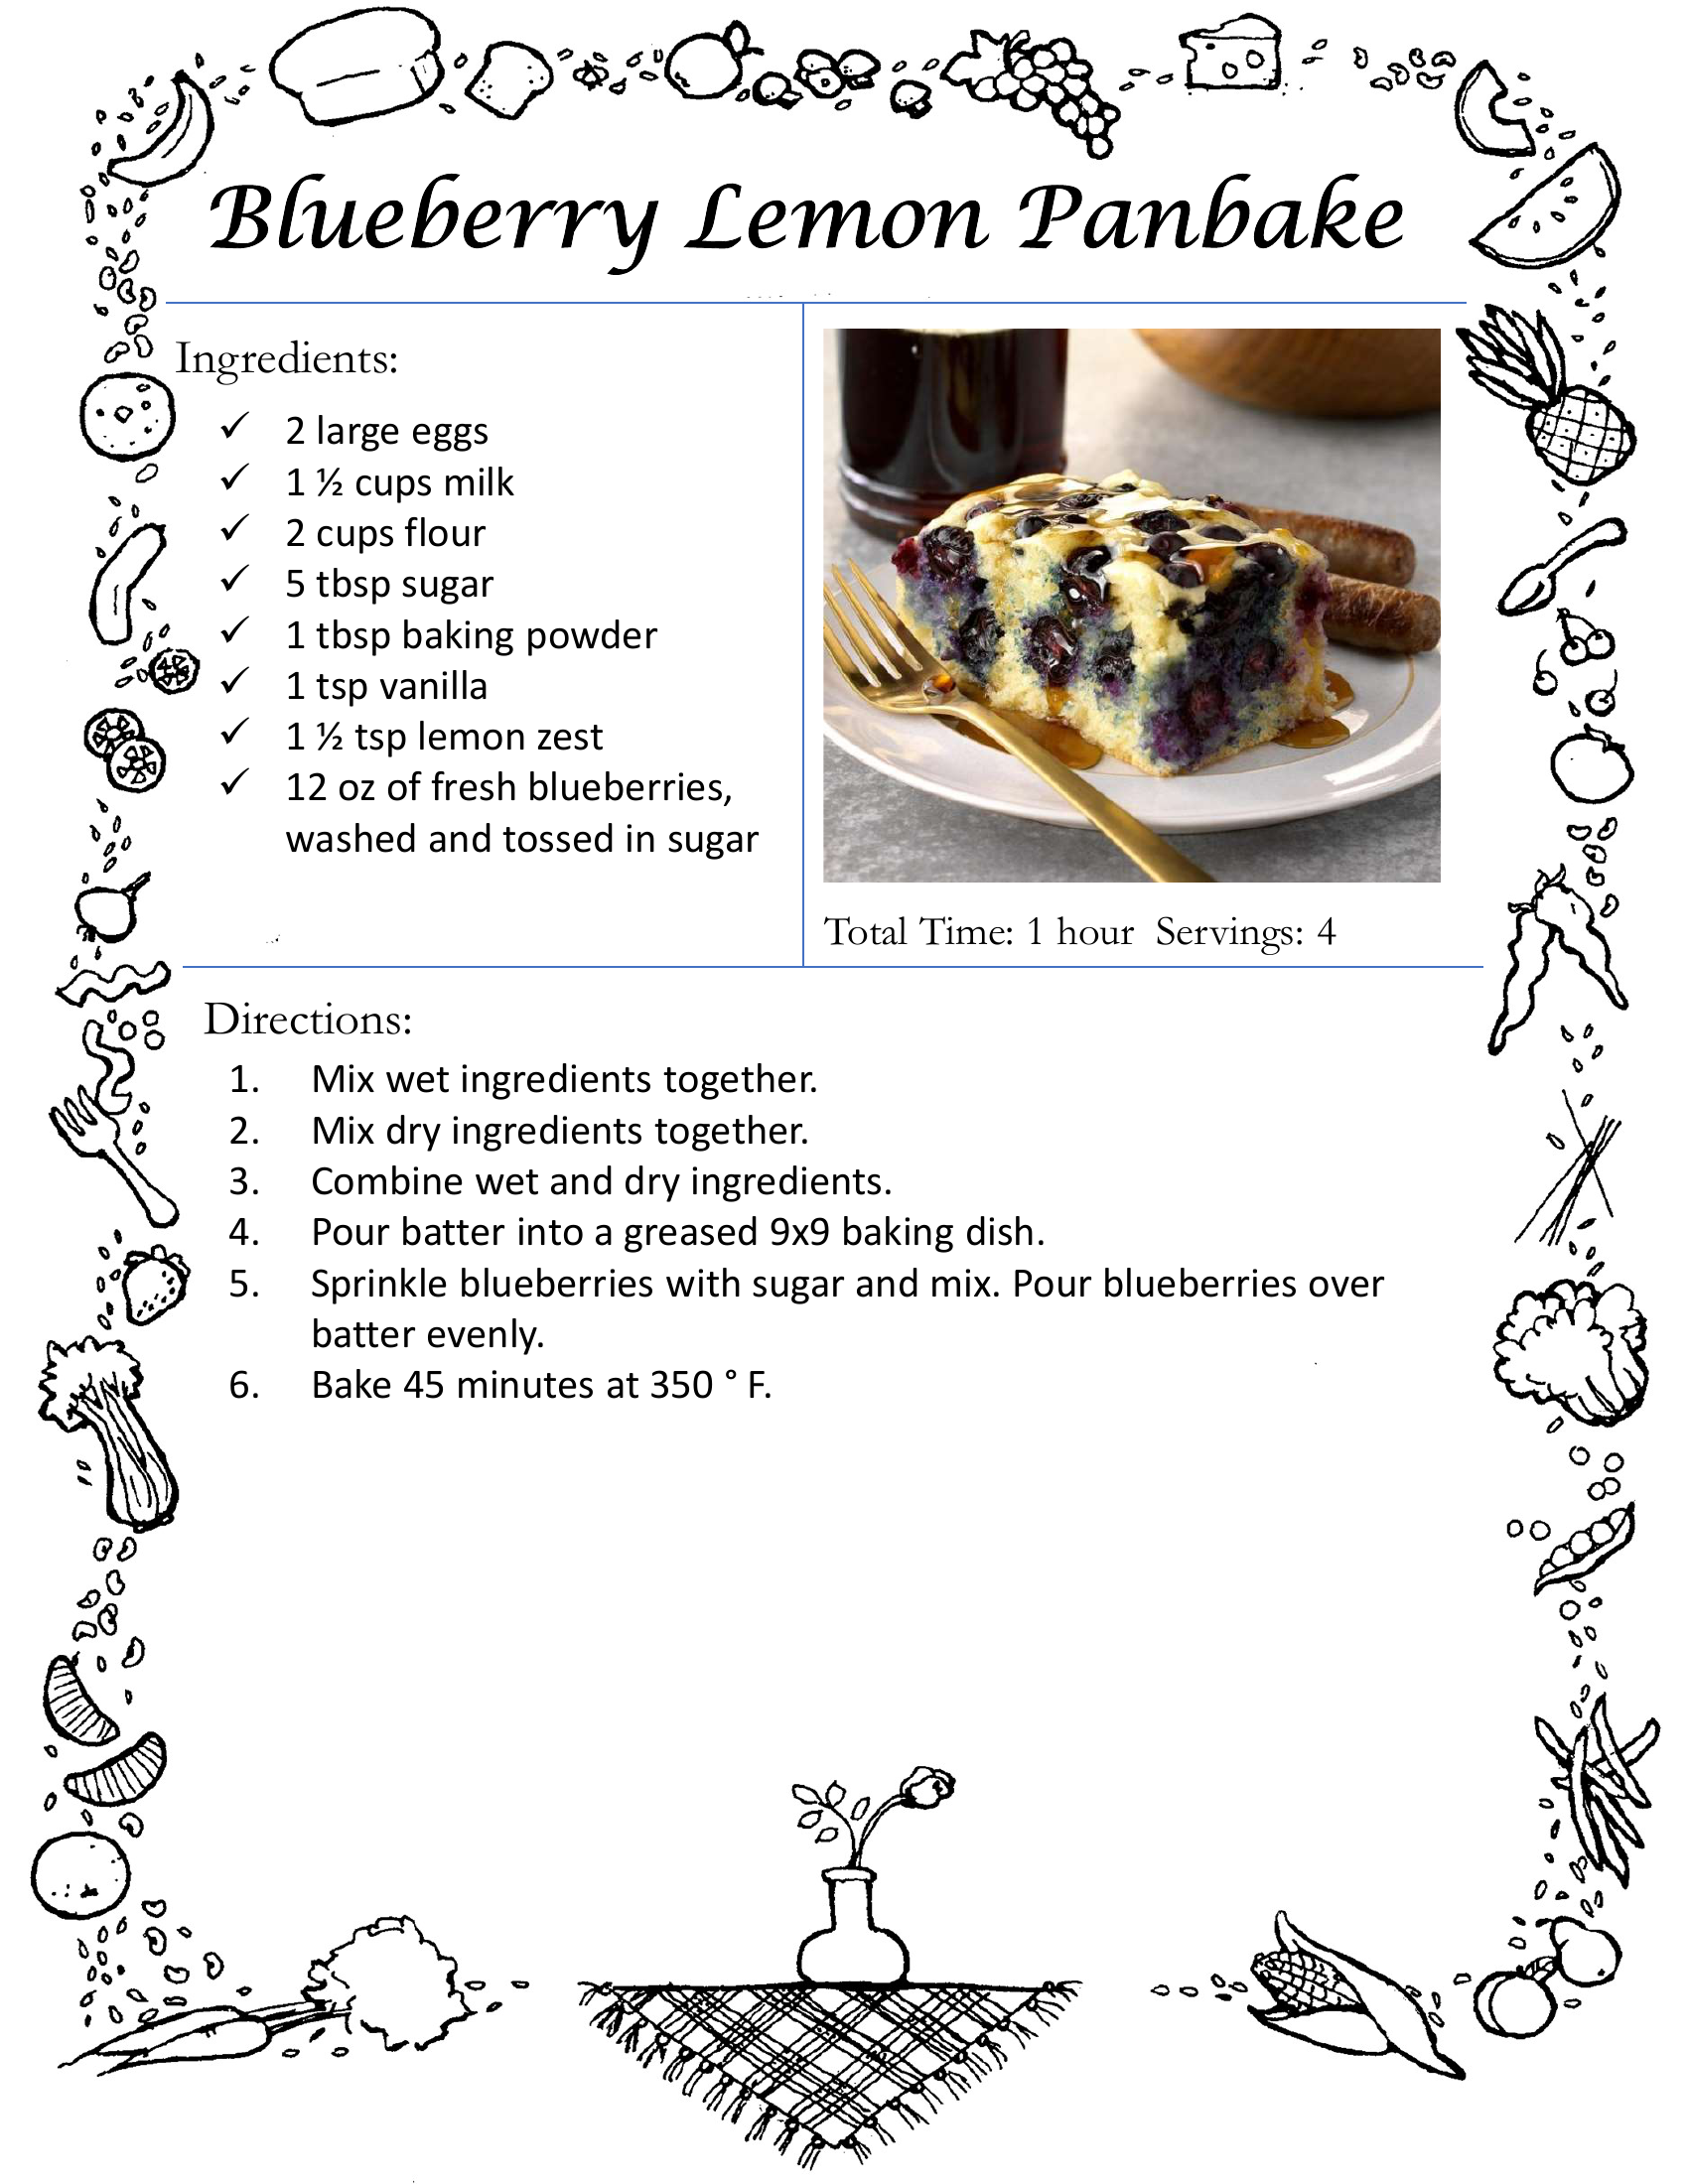 Blueberry Lemon Panbake
Ingredients:
✓ 2 large eggs
✓ 1 ½ cups milk
✓ 2 cups flour
✓ 5 tbsp sugar
✓ 1 tbsp baking powder
✓ 1 tsp vanilla
✓ 1 ½ tsp lemon zest
✓ 12 oz of fresh blueberries,
washed and tossed in sugar
Total Time: 1 hour  Servings: 4
Directions:
1. Mix wet ingredients together.
2. Mix dry ingredients together.
3. Combine wet and dry ingredients.
4. Pour batter into a greased 9x9 baking dish.
5. Sprinkle blueberries with sugar and mix. Pour blueberries over
batter evenly.
6. Bake 45 minutes at 350 ° F.